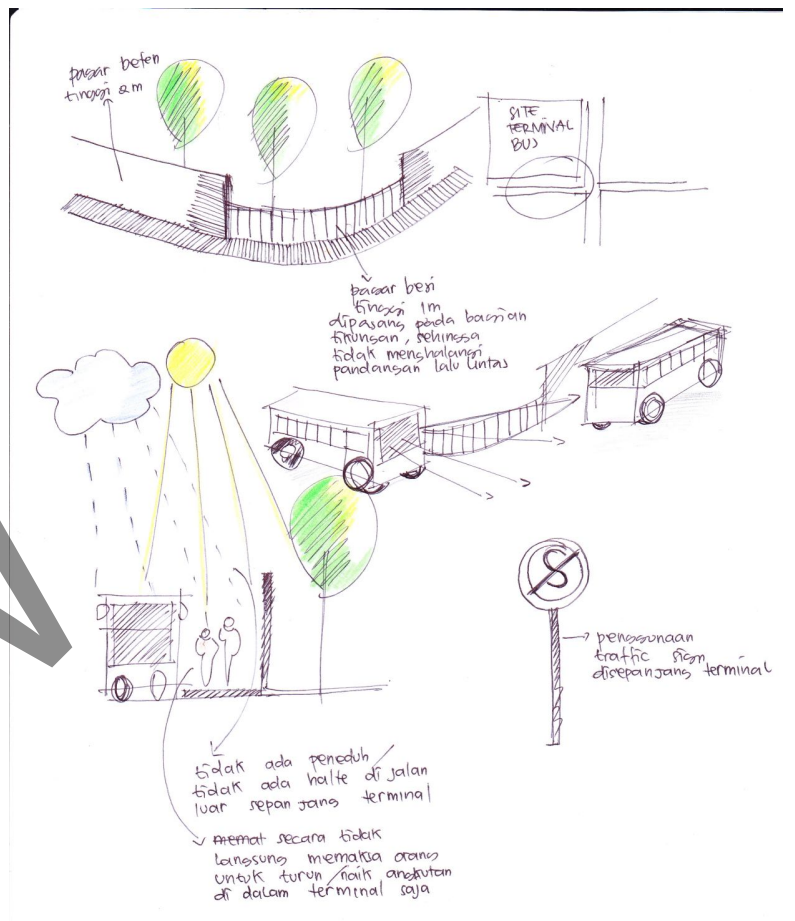 pagar beton
tinggi 2m
SITE
TERMINAL
BUS
pagar besi
tinggi 1m
dipasang pada bagian
tikungan, sehingga
tidak menghalangi
pandangan lalu lintas
S
penggunaan
traffic sign
disepanjang terminal
tidak ada peneduh/
tidak ada halte di jalan
luar sepanjang terminal
memat secara tidak
langsung memaksa orang
untuk turun/naik angkutan
di dalam terminal saja